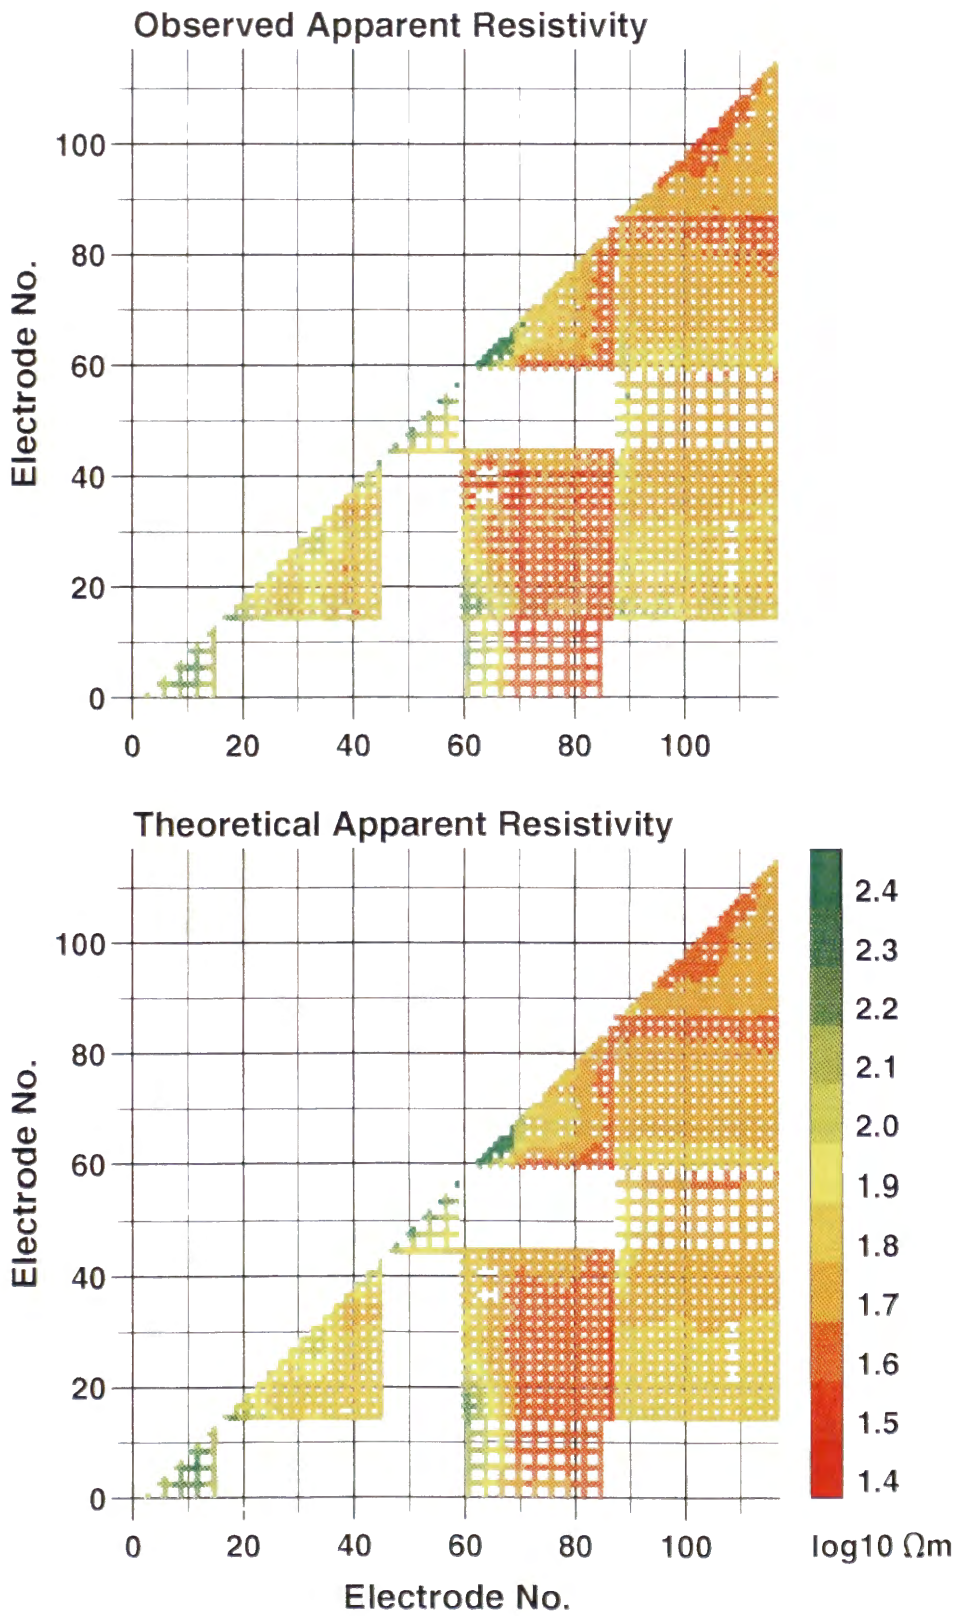 Observed Apparent Resistivity
100
80
60
40
20
0
Electrode No.
0 20 40 60 80 100
Theoretical Apparent Resistivity
100
80
60
40
20
0
Electrode No.
0 20 40 60 80 100
Electrode No.
2.4
2.3
2.2
2.1
2.0
1.9
1.8
1.7
1.6
1.5
1.4
log10 Ωm